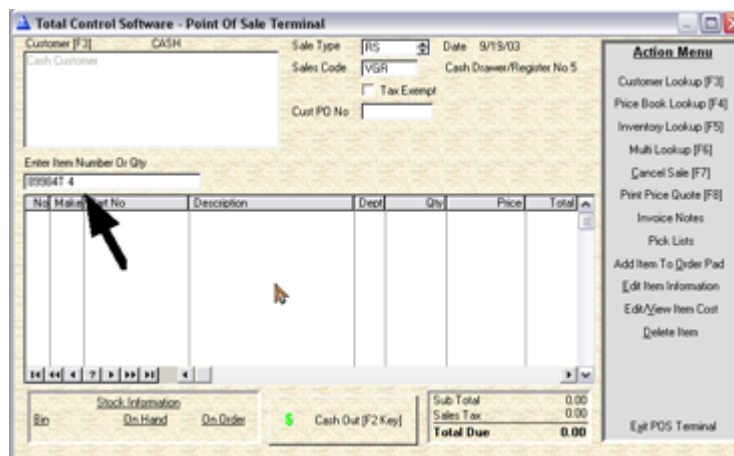 Total Control Software - Point Of Sale Terminal
Customer [F3] CASH
Cash Customer
Sale Type RS Date 9/19/03
Sales Code VGR Cash Drawer/Register No 5
Tax Exempt
Cust PO No
Enter Item Number Or Qty
89984T 4
No Make Part No Description Dept Qty Price Total
Stock Information
Bin On Hand On Order
$ Cash Out [F2 Key]
Sub Total 0.00
Sales Tax 0.00
Total Due 0.00
Action Menu
Customer Lookup [F3]
Price Book Lookup [F4]
Inventory Lookup [F5]
Multi Lookup [F6]
Cancel Sale [F7]
Print Price Quote [F8]
Invoice Notes
Pick Lists
Add Item To Order Pad
Edit Item Information
Edit/View Item Cost
Delete Item
Exit POS Terminal